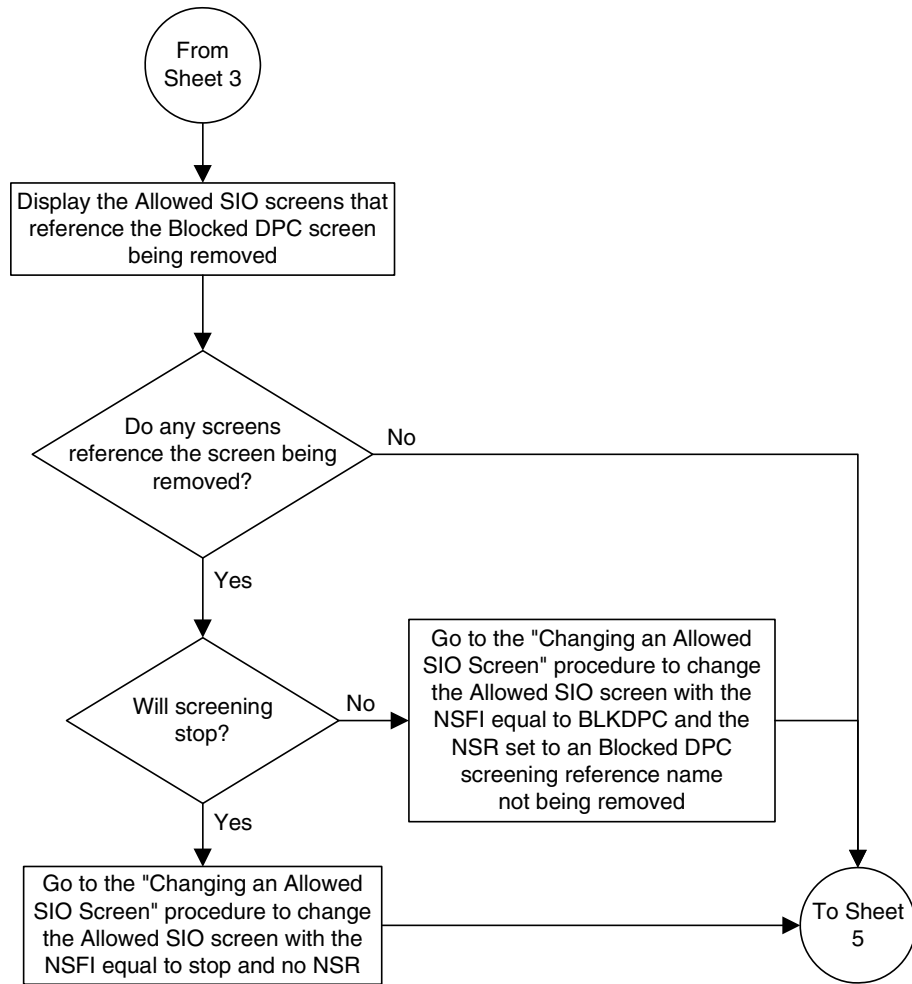 From
Sheet 3
Display the Allowed SIO screens that
reference the Blocked DPC screen
being removed
Do any screens
reference the screen being
removed?
No
Yes
Will screening
stop?
No
Go to the "Changing an Allowed
SIO Screen" procedure to change
the Allowed SIO screen with the
NSFI equal to BLKDPC and the
NSR set to an Blocked DPC
screening reference name
not being removed
Yes
Go to the "Changing an Allowed
SIO Screen" procedure to change
the Allowed SIO screen with the
NSFI equal to stop and no NSR
To Sheet
5